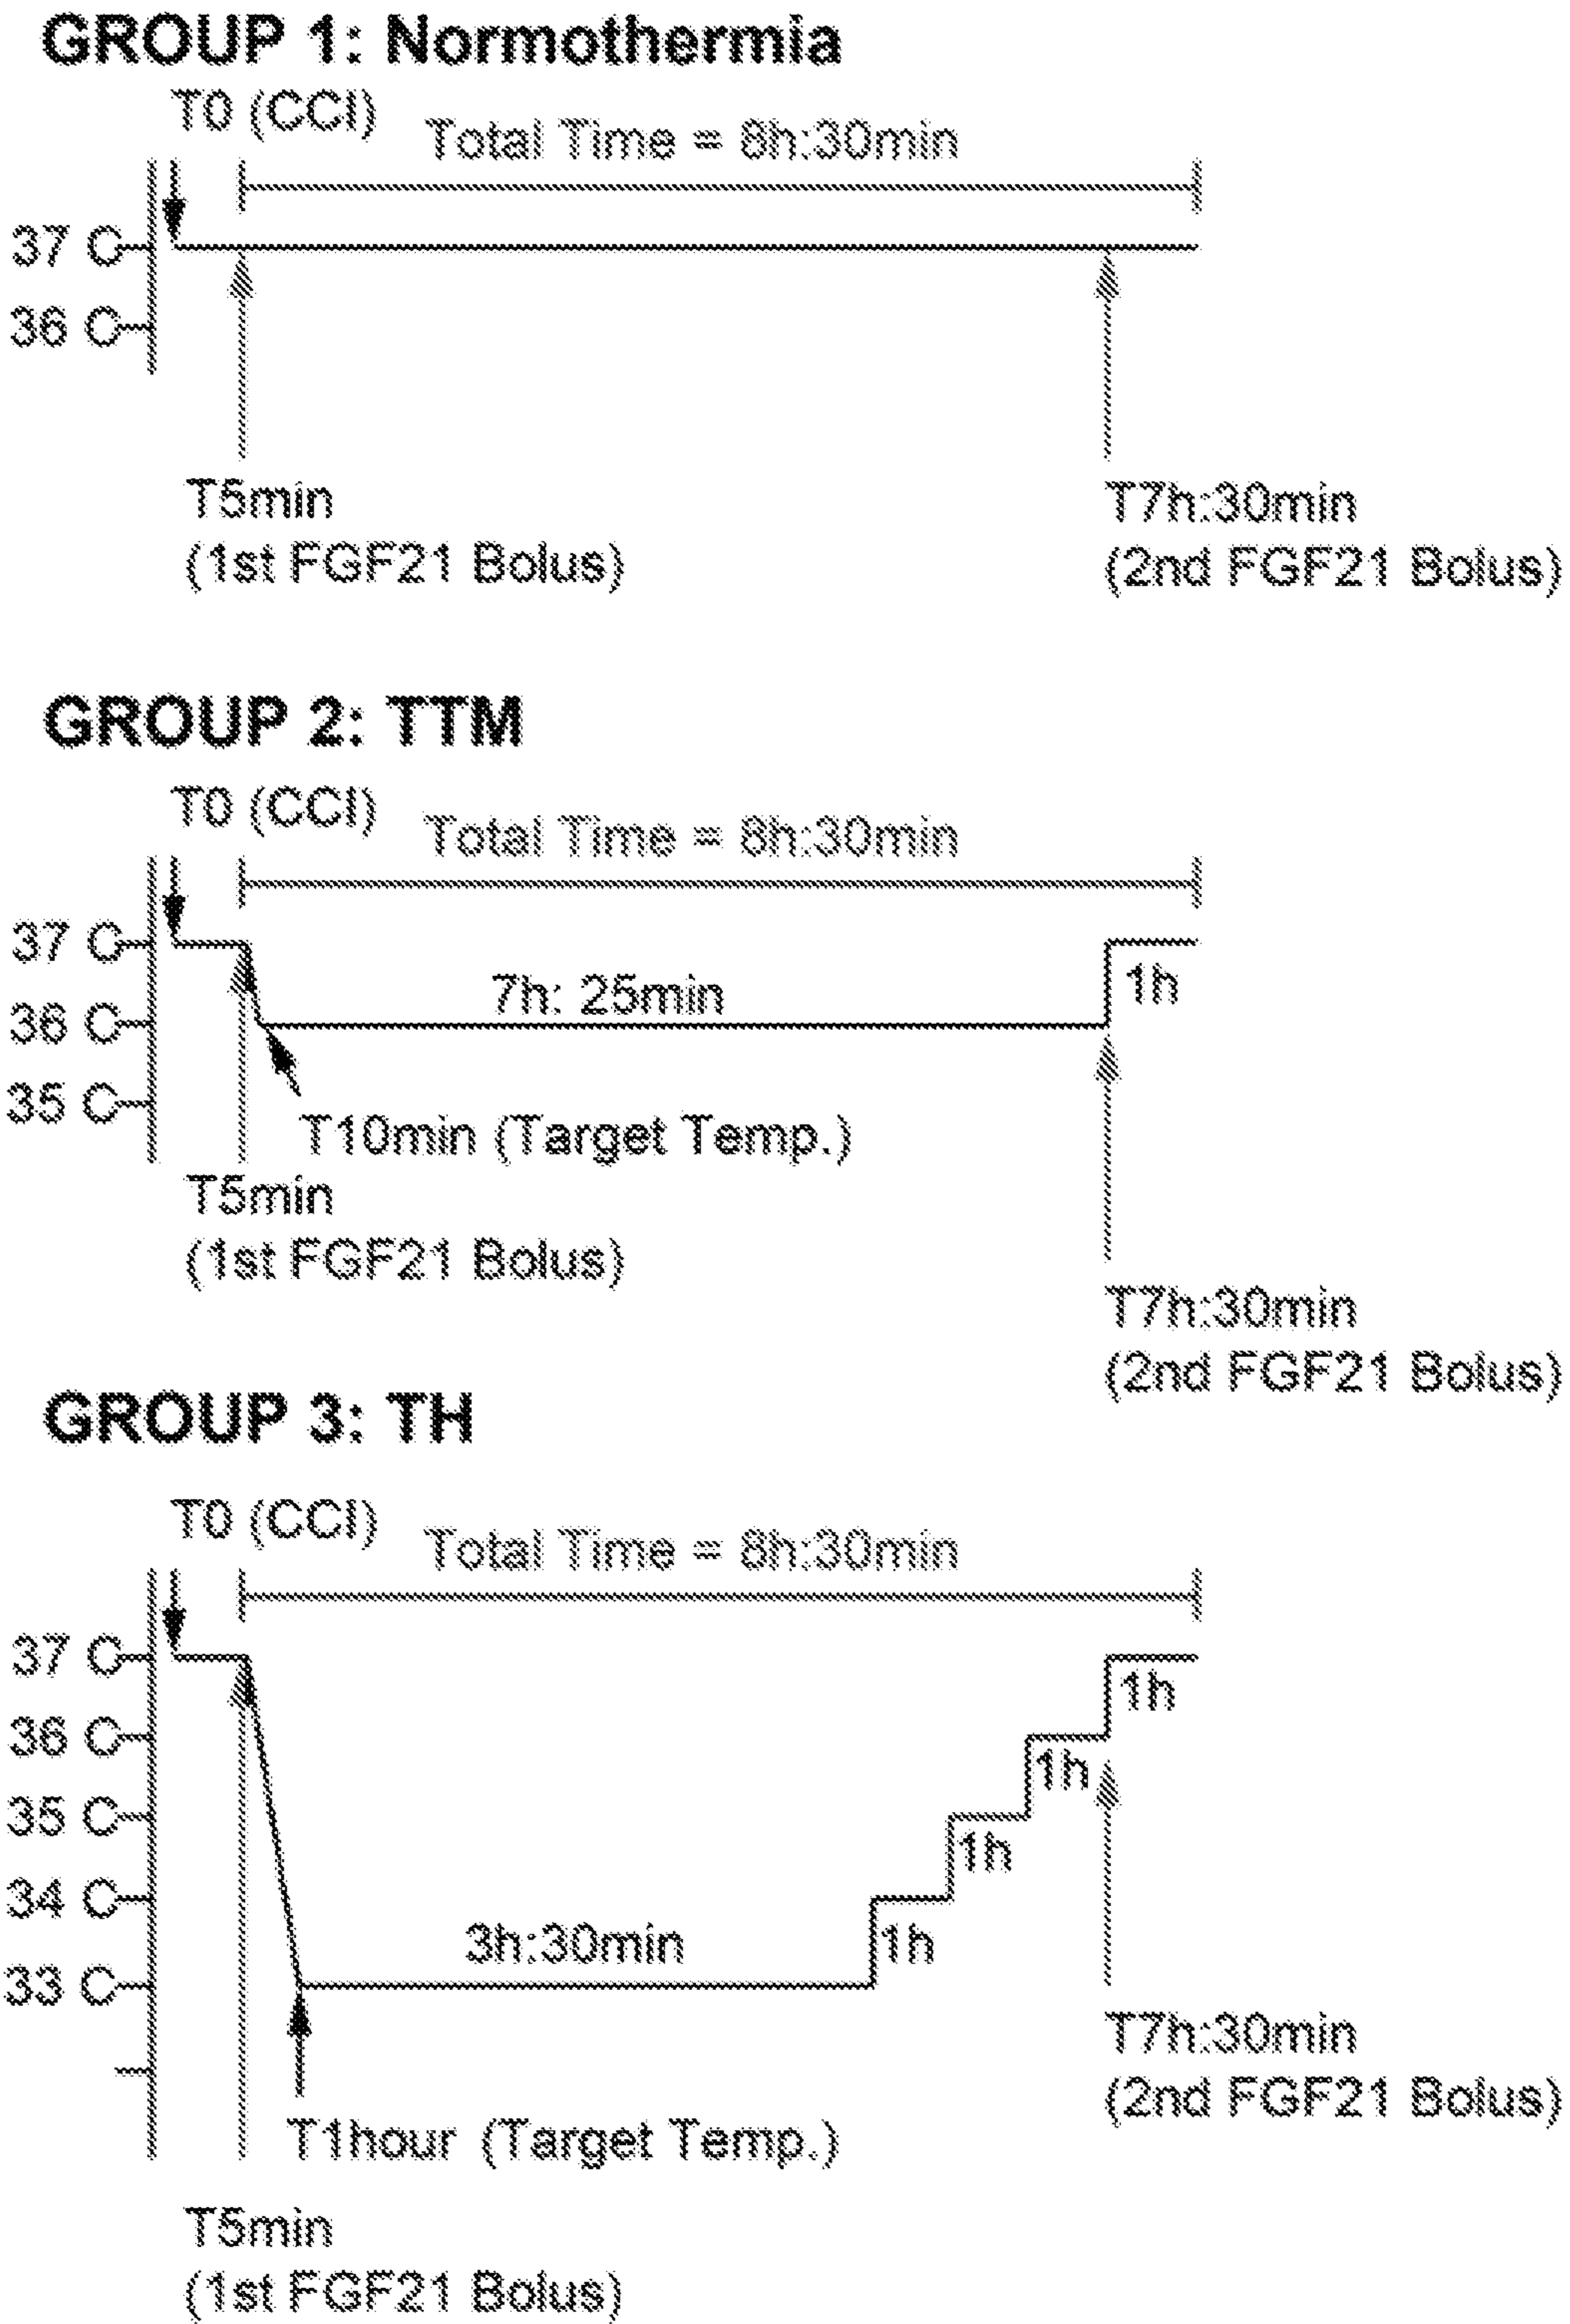 GROUP 1: Normothermia
T0 (CCI)
Total Time = 8h:30min
37 C
36 C
T5min
(1st FGF21 Bolus)
T7h:30min
(2nd FGF21 Bolus)
GROUP 2: TTM
T0 (CCI)
Total Time = 8h:30min
37 C
7h: 25min
1h
36 C
35 C
T10min (Target Temp.)
T5min
(1st FGF21 Bolus)
T7h:30min
(2nd FGF21 Bolus)
GROUP 3: TH
T0 (CCI)
Total Time = 8h:30min
37 C
1h
36 C
1h
35 C
1h
34 C
3h:30min
1h
33 C
T7h:30min
(2nd FGF21 Bolus)
T1hour (Target Temp.)
T5min
(1st FGF21 Bolus)